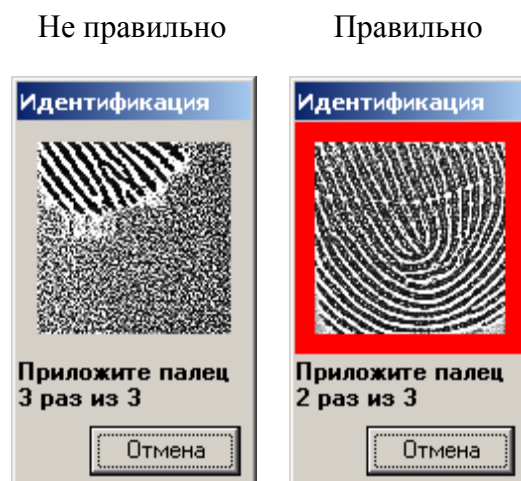 Не правильно
Правильно
Идентификация
Идентификация
Приложите палец
3 раз из 3
Приложите палец
2 раз из 3
Отмена
Отмена